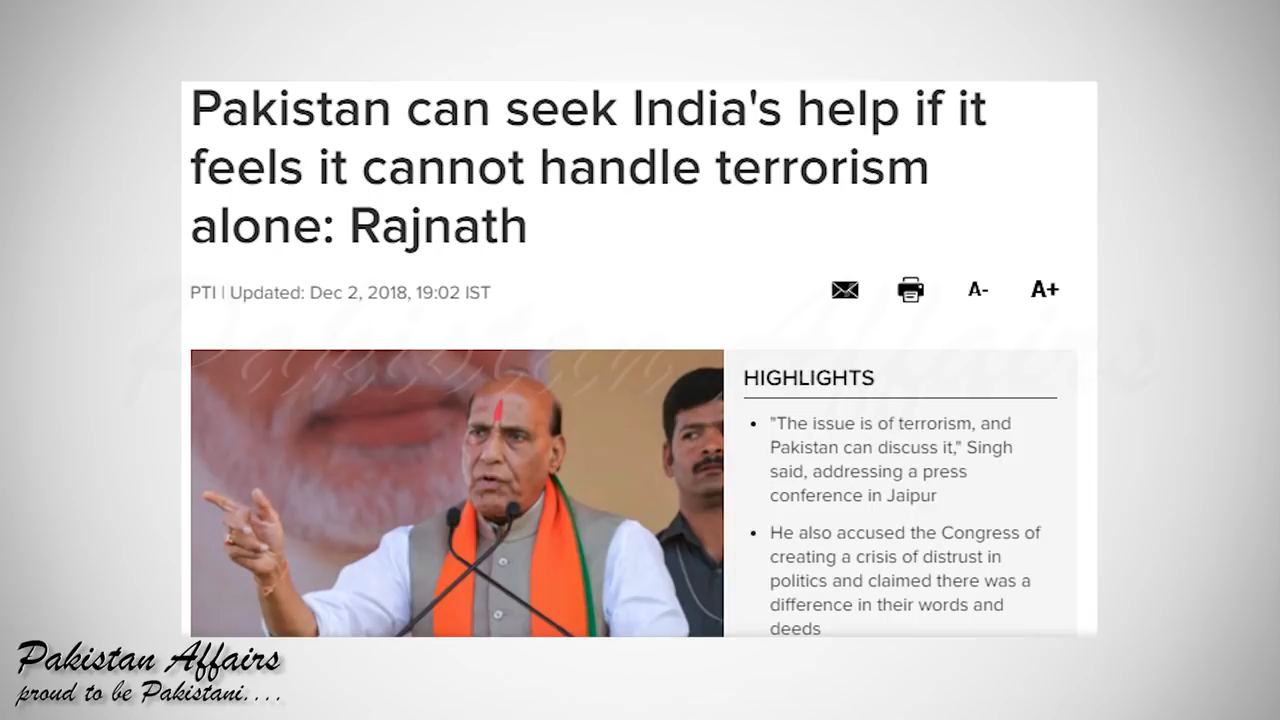 Pakistan can seek India's help if it
feels it cannot handle terrorism
alone: Rajnath
PTI | Updated: Dec 2, 2018, 19:02 IST
A-
A+
HIGHLIGHTS
• "The issue is of terrorism, and
Pakistan can discuss it," Singh
said, addressing a press
conference in Jaipur
• He also accused the Congress of
creating a crisis of distrust in
politics and claimed there was a
difference in their words and
deeds
Pakistan Affairs
Pakistan Affairs
proud to be Pakistani....